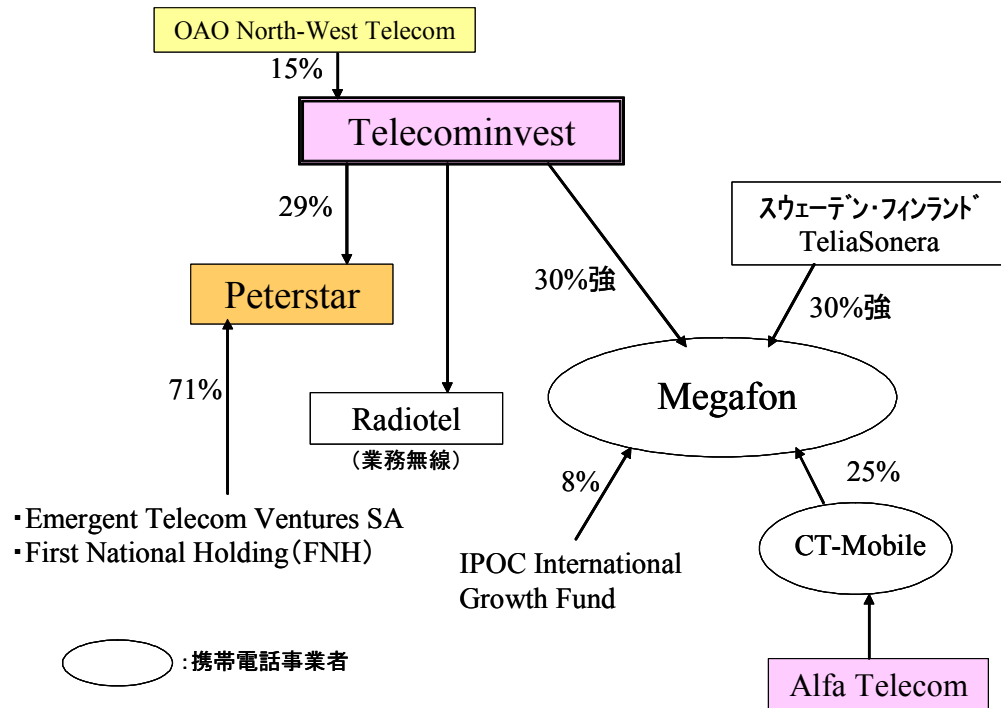 OAO North-West Telecom
15%
Telecominvest
29%
スウェーデン・フィンランド
TeliaSonera
Peterstar
30%強
30%強
71%
Megafon
Radiotel
(業務無線)
8%
25%
・Emergent Telecom Ventures SA
・First National Holding(FNH)
CT-Mobile
IPOC International
Growth Fund
:携帯電話事業者
Alfa Telecom